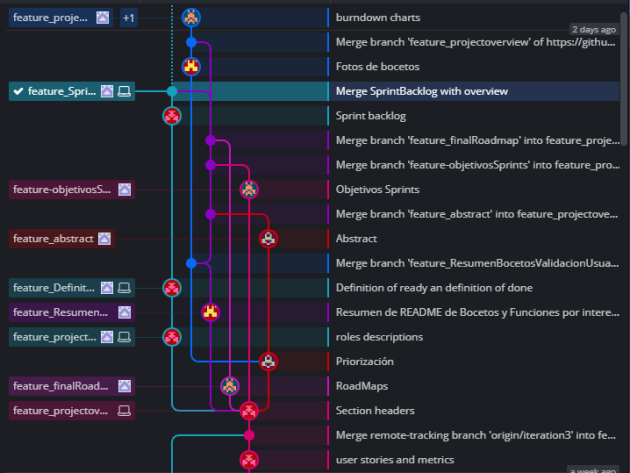 feature_proje... +1 burndown charts
2 days ago
Merge branch 'feature_projectoverview' of https://githu...
Fotos de bocetos
feature_Spri... Merge SprintBacklog with overview
Sprint backlog
Merge branch 'feature_finalRoadmap' into feature_proje...
Merge branch 'feature-objetivosSprints' into feature_pro...
feature-objetivosS... Objetivos Sprints
Merge branch 'feature_abstract' into feature_projectove...
feature_abstract Abstract
Merge branch 'feature_ResumenBocetosValidacionUsua...
feature_Definit... Definition of ready an definition of done
feature_Resumen... Resumen de README de Bocetos y Funciones por intere...
feature_project... roles descriptions
Priorización
feature_finalRoad... RoadMaps
feature_projectov... Section headers
Merge remote-tracking branch 'origin/iteration3' into fe...
user stories and metrics
a week ago